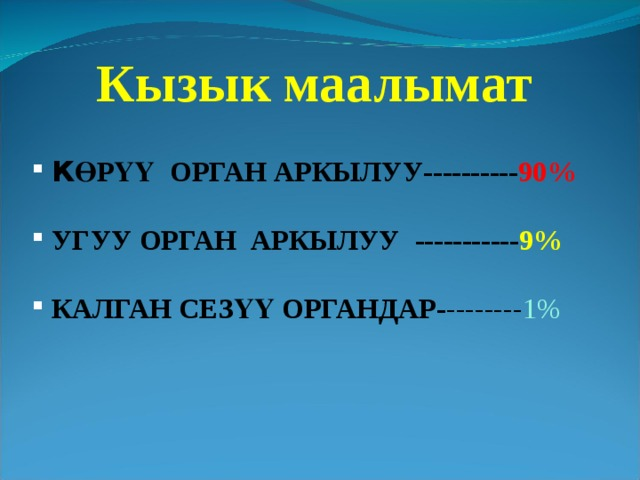 Кызык маалымат
▪ КӨРҮҮ ОРГАН АРКЫЛУУ----------90%
▪ УГУУ ОРГАН АРКЫЛУУ -----------9%
▪ КАЛГАН СЕЗҮҮ ОРГАНДАР---------1%